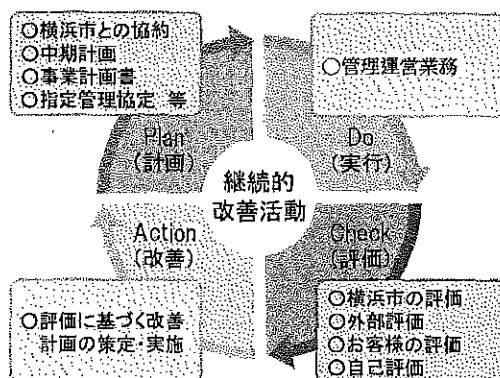 ○横浜市との協約
○中期計画
○事業計画書
○指定管理協定 等
○管理運営業務
Plan
(計画)
Do
(実行)
継続的
改善活動
Action
(改善)
Check
(評価)
○評価に基づく改善
計画の策定・実施
○横浜市の評価
○外部評価
○お客様の評価
○自己評価